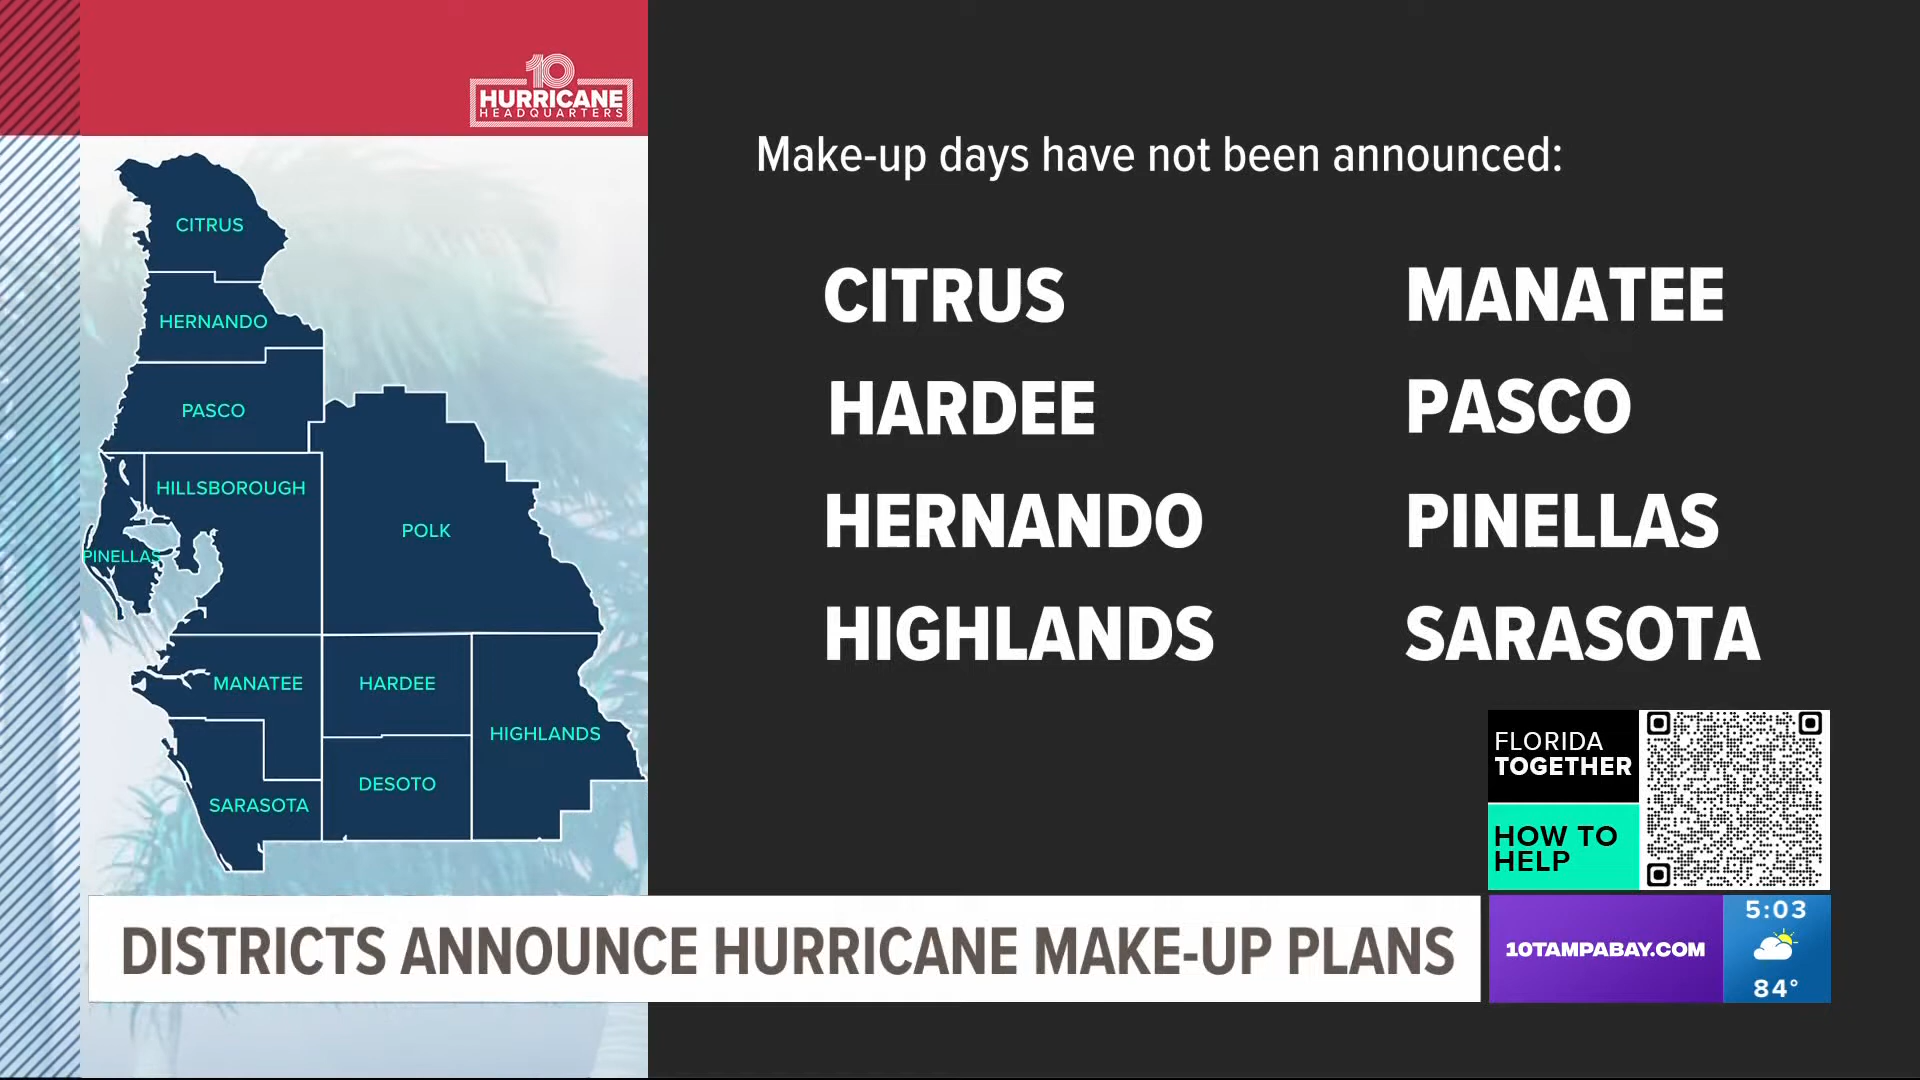 10
HURRICANE
HEADQUARTERS
CITRUS
HERNANDO
PASCO
HILLSBOROUGH
POLK
PINELLAS
MANATEE
HARDEE
HIGHLANDS
DESOTO
SARASOTA
Make-up days have not been announced:
CITRUS
HARDEE
HERNANDO
HIGHLANDS
MANATEE
PASCO
PINELLAS
SARASOTA
FLORIDA
TOGETHER
HOW TO
HELP
DISTRICTS ANNOUNCE HURRICANE MAKE-UP PLANS
10TAMPABAY.COM
5:03
84°